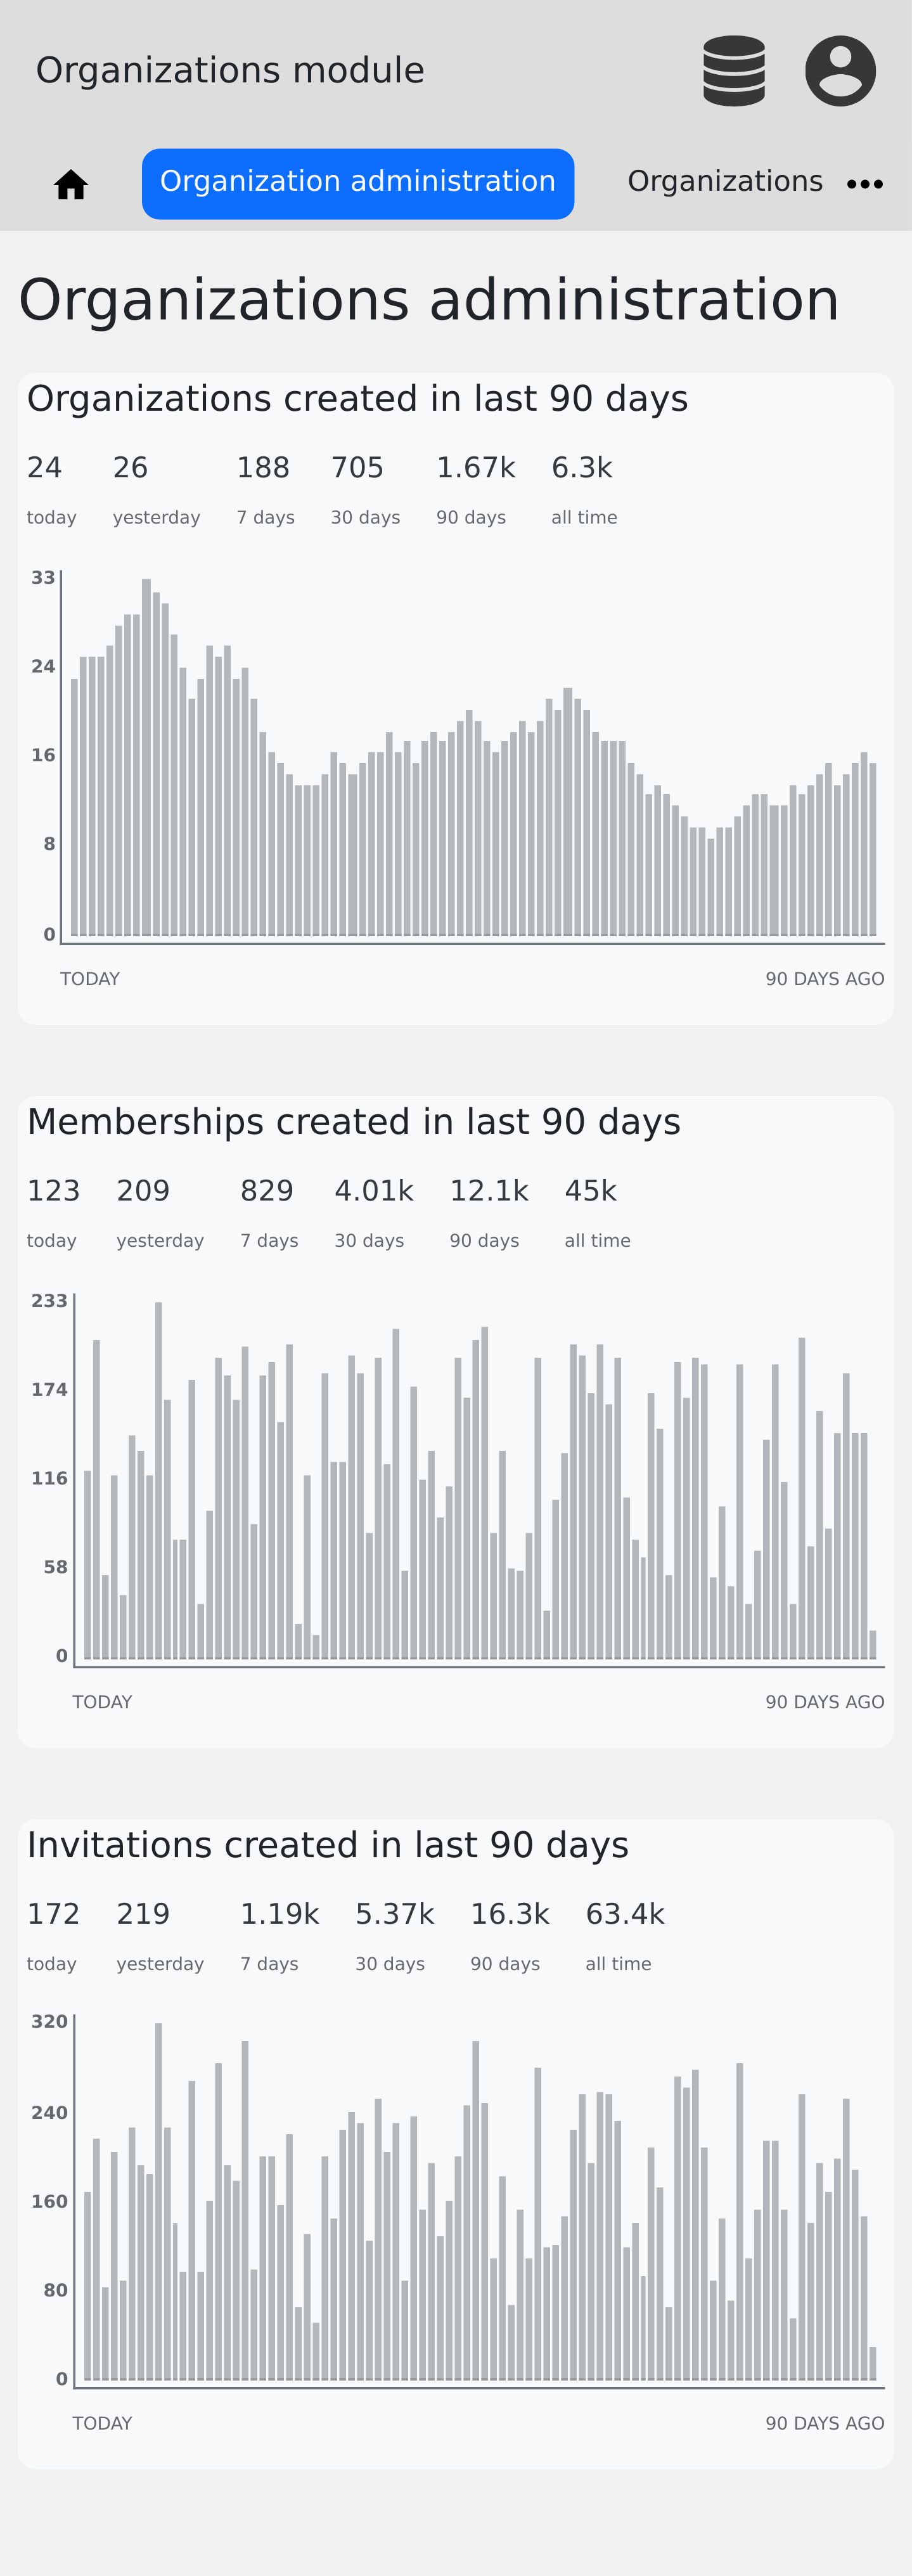 Organizations module
Organization administration Organizations
Organizations administration
Organizations created in last 90 days
24 26 188 705 1.67k 6.3k
today yesterday 7 days 30 days 90 days all time
33
24
16
8
0
TODAY 90 DAYS AGO
Memberships created in last 90 days
123 209 829 4.01k 12.1k 45k
today yesterday 7 days 30 days 90 days all time
233
174
116
58
0
TODAY 90 DAYS AGO
Invitations created in last 90 days
172 219 1.19k 5.37k 16.3k 63.4k
today yesterday 7 days 30 days 90 days all time
320
240
160
80
0
TODAY 90 DAYS AGO